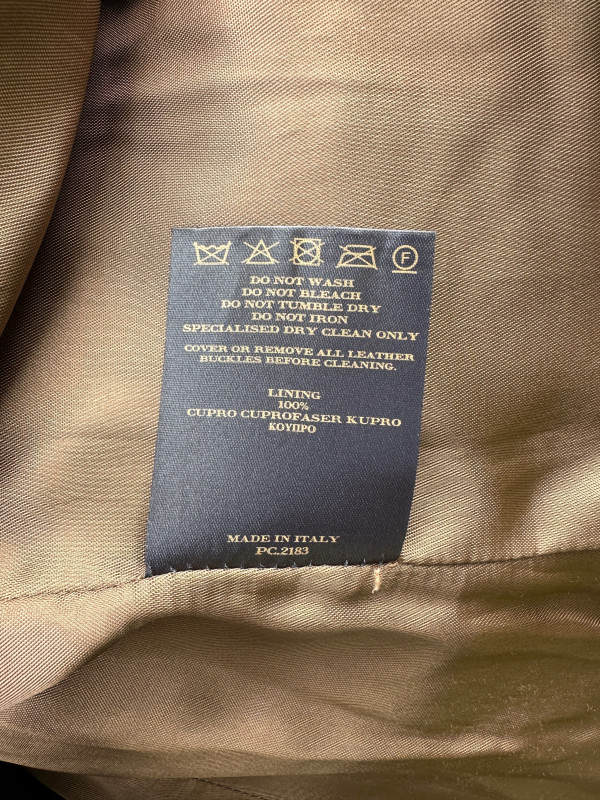 F
DO NOT WASH
DO NOT BLEACH
DO NOT TUMBLE DRY
DO NOT IRON
SPECIALISED DRY CLEAN ONLY
COVER OR REMOVE ALL LEATHER
BUCKLES BEFORE CLEANING.
LINING
100%
CUPRO CUPROFASER KUPRO
ΚΟΥΠΡΟ
MADE IN ITALY
PC.2183